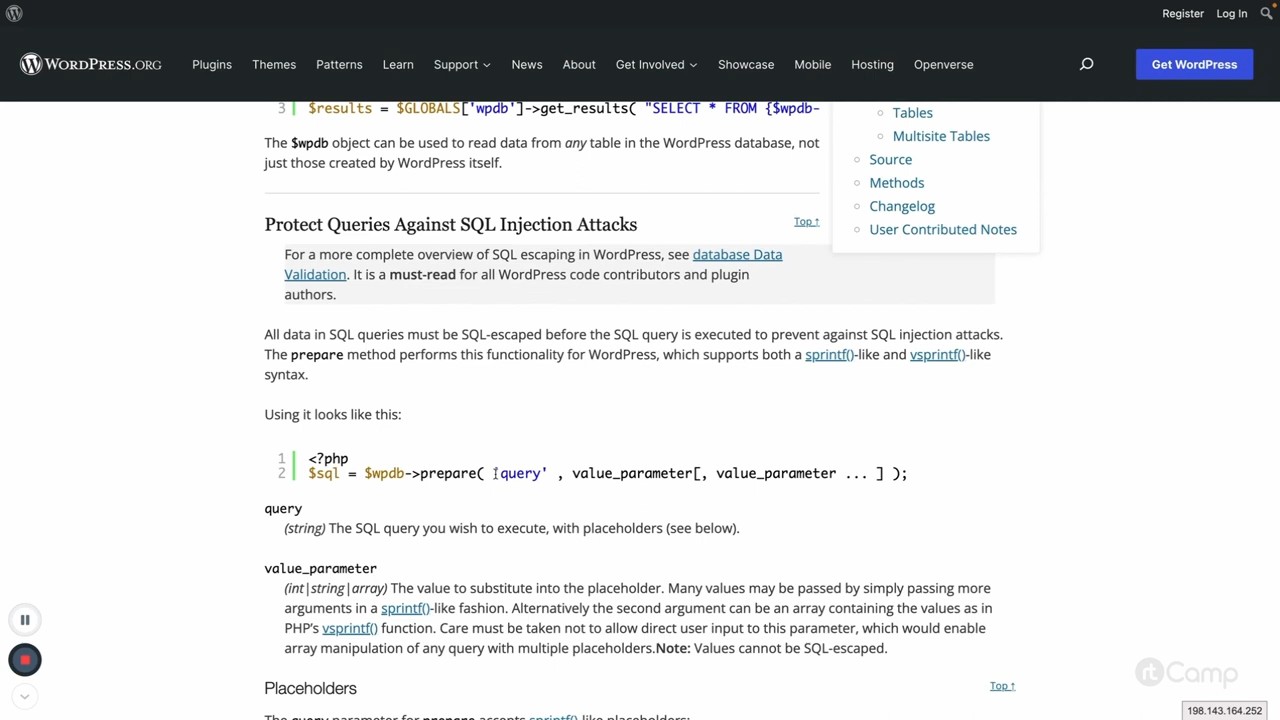 Register Log In
WORDPRESS.ORG Plugins Themes Patterns Learn Support News About Get Involved Showcase Mobile Hosting Openverse Get WordPress
3 $results = $GLOBALS['wpdb']->get_results( "SELECT * FROM {$wpdb-
Tables
Multisite Tables
Source
Methods
Changelog
User Contributed Notes
The $wpdb object can be used to read data from any table in the WordPress database, not
just those created by WordPress itself.
Protect Queries Against SQL Injection Attacks Top ↑
For a more complete overview of SQL escaping in WordPress, see database Data
Validation. It is a must-read for all WordPress code contributors and plugin
authors.
All data in SQL queries must be SQL-escaped before the SQL query is executed to prevent against SQL injection attacks.
The prepare method performs this functionality for WordPress, which supports both a sprintf()-like and vsprintf()-like
syntax.
Using it looks like this:
1 <?php
2 $sql = $wpdb->prepare( 'query' , value_parameter[, value_parameter ... ] );
query
(string) The SQL query you wish to execute, with placeholders (see below).
value_parameter
(int|string|array) The value to substitute into the placeholder. Many values may be passed by simply passing more
arguments in a sprintf()-like fashion. Alternatively the second argument can be an array containing the values as in
PHP's vsprintf() function. Care must be taken not to allow direct user input to this parameter, which would enable
array manipulation of any query with multiple placeholders.Note: Values cannot be SQL-escaped.
Placeholders Top ↑
The query parameter for prepare accepts sprintf()-like placeholders:
rtCamp
198.143.164.252